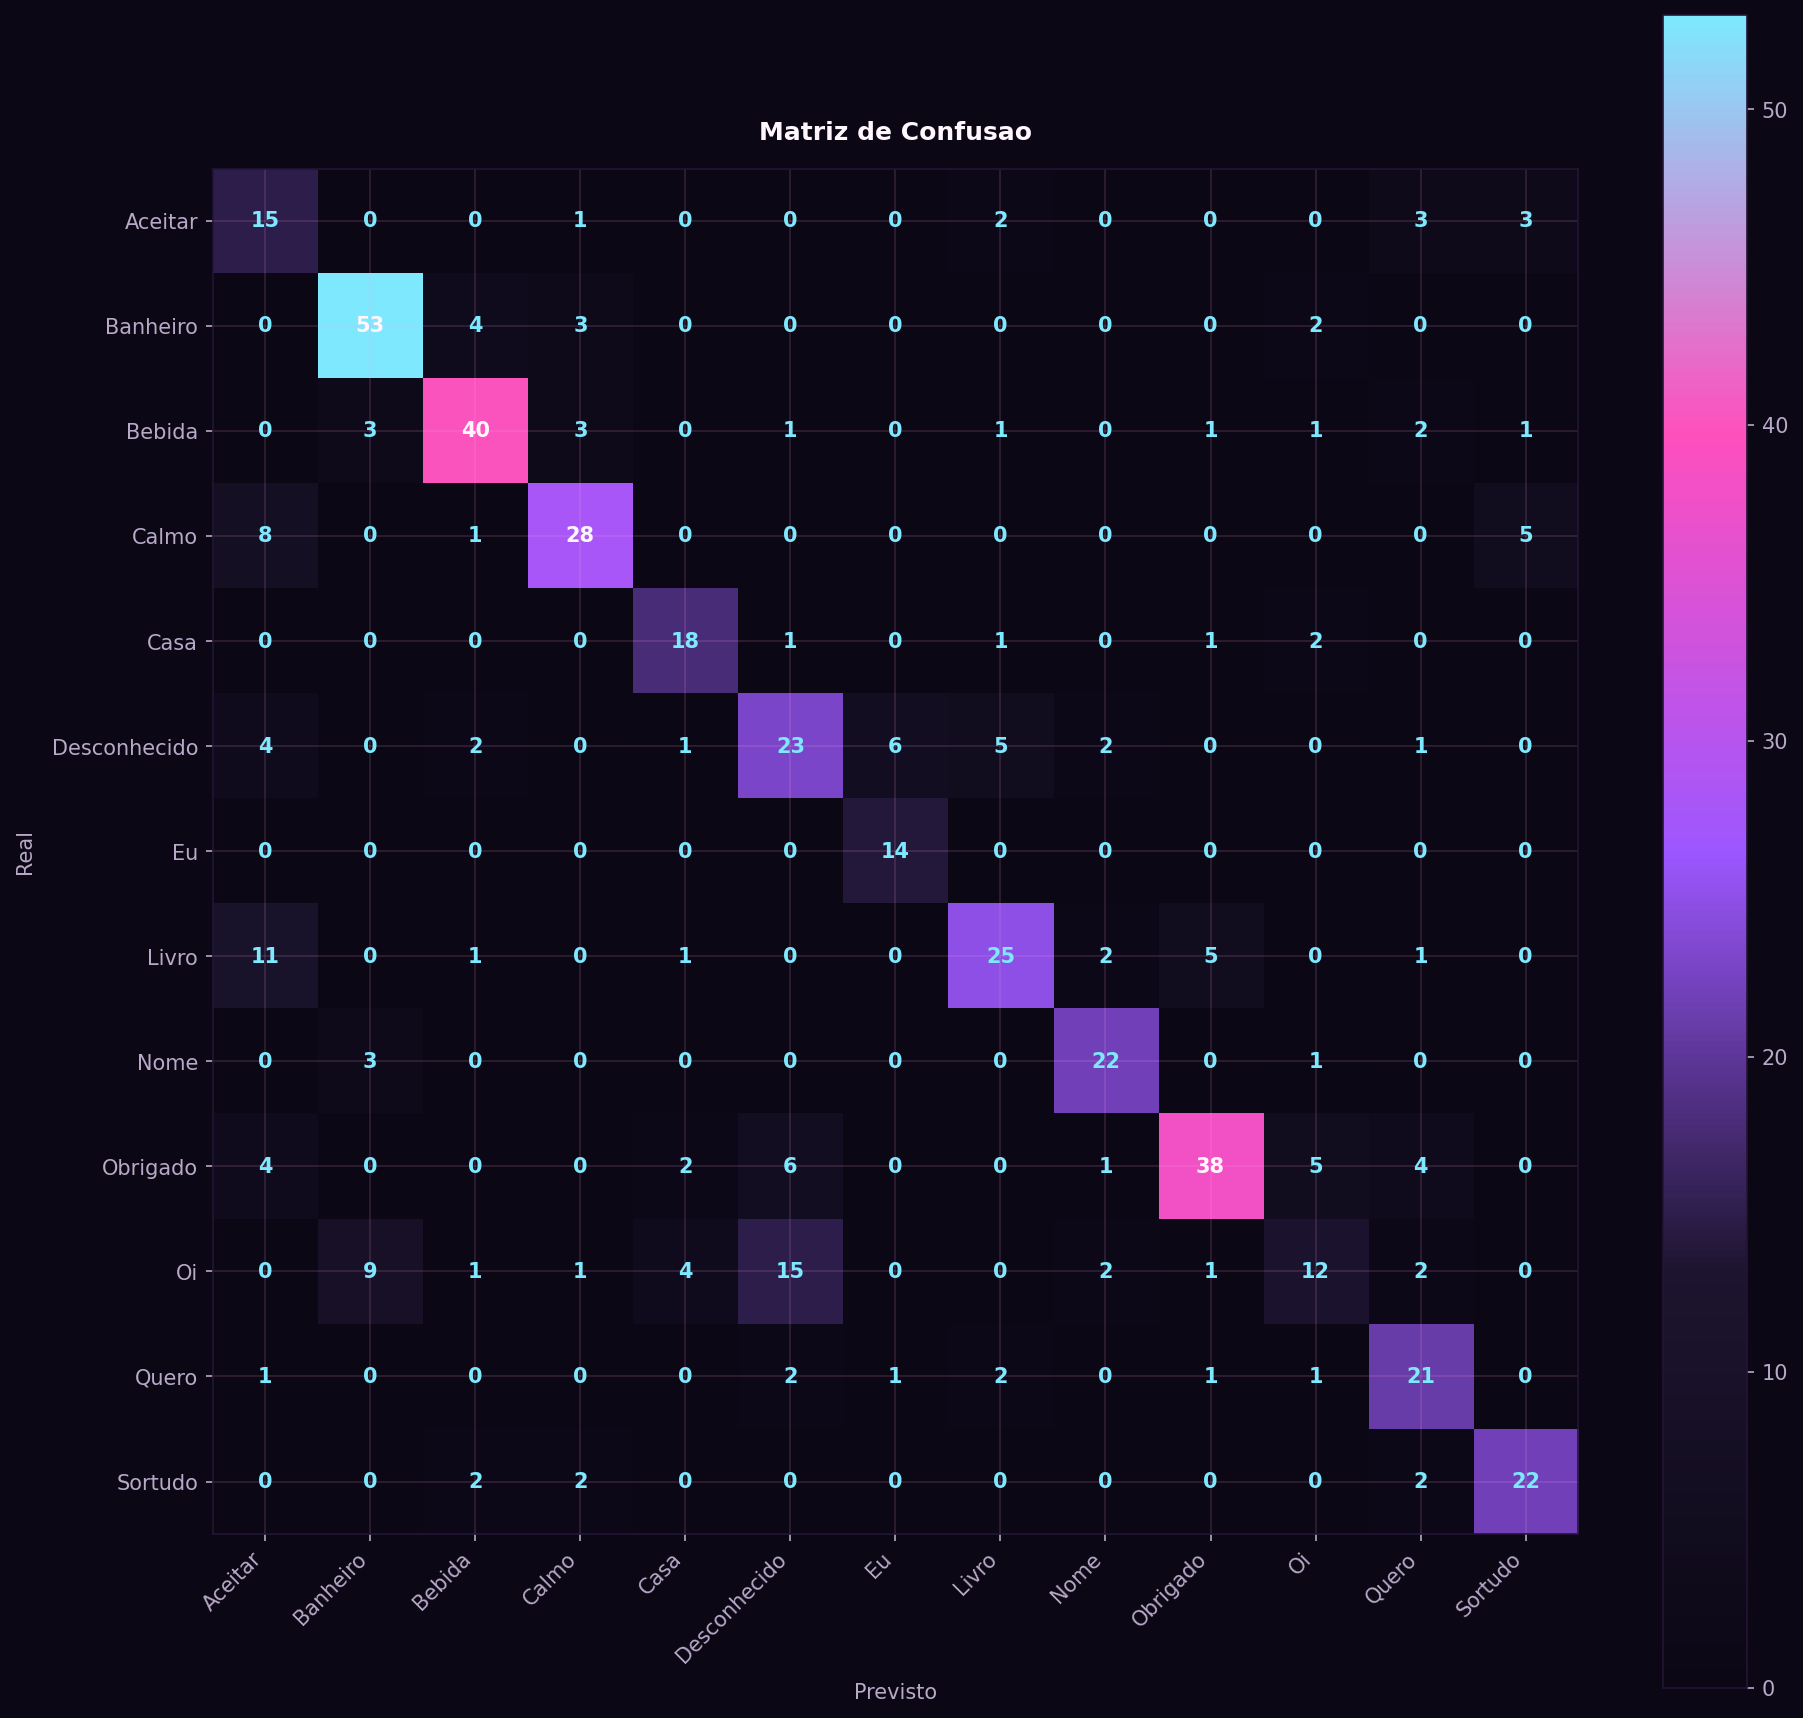 Matriz de Confusao
Aceitar 15 0 0 1 0 0 0 2 0 0 0 3 3
Banheiro 0 53 4 3 0 0 0 0 0 0 2 0 0
Bebida 0 3 40 3 0 1 0 1 0 1 1 2 1
Calmo 8 0 1 28 0 0 0 0 0 0 0 0 5
Casa 0 0 0 0 18 1 0 1 0 1 2 0 0
Desconhecido 4 0 2 0 1 23 6 5 2 0 0 1 0
Eu 0 0 0 0 0 0 14 0 0 0 0 0 0
Livro 11 0 1 0 1 0 0 25 2 5 0 1 0
Nome 0 3 0 0 0 0 0 0 22 0 1 0 0
Obrigado 4 0 0 0 2 6 0 0 1 38 5 4 0
Oi 0 9 1 1 4 15 0 0 2 1 12 2 0
Quero 1 0 0 0 0 2 1 2 0 1 1 21 0
Sortudo 0 0 2 2 0 0 0 0 0 0 0 2 22
Aceitar Banheiro Bebida Calmo Casa Desconhecido Eu Livro Nome Obrigado Oi Quero Sortudo
Previsto
Real
50
40
30
20
10
0